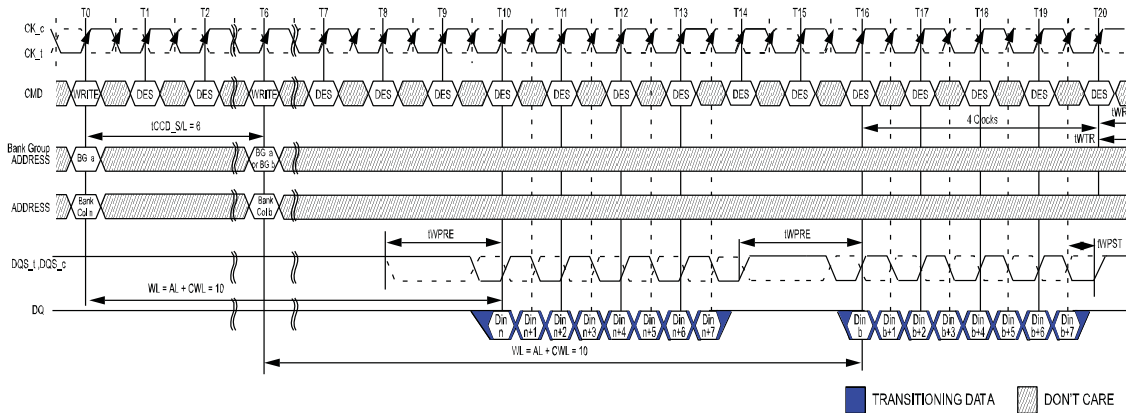 T0 T1 T2 T6 T7 T8 T9 T10 T11 T12 T13 T14 T15 T16 T17 T18 T19 T20
CK_c
CK_t
CMD WRITE DES DES WRITE DES DES DES DES DES DES DES DES DES DES DES DES DES DES
tCCD_S/L = 6
4 Clocks
tWR
tWTR
Bank Group
ADDRESS
BG a
BG a
or BG b
ADDRESS
Bank
Col n
Bank
Col b
tWPRE
tWPRE
tWPST
DQS_t,DQS_c
WL = AL + CWL = 10
DQ
Din
n
Din
n+1
Din
n+2
Din
n+3
Din
n+4
Din
n+5
Din
n+6
Din
n+7
Din
b
Din
b+1
Din
b+2
Din
b+3
Din
b+4
Din
b+5
Din
b+6
Din
b+7
WL = AL + CWL = 10
TRANSITIONING DATA
DON'T CARE